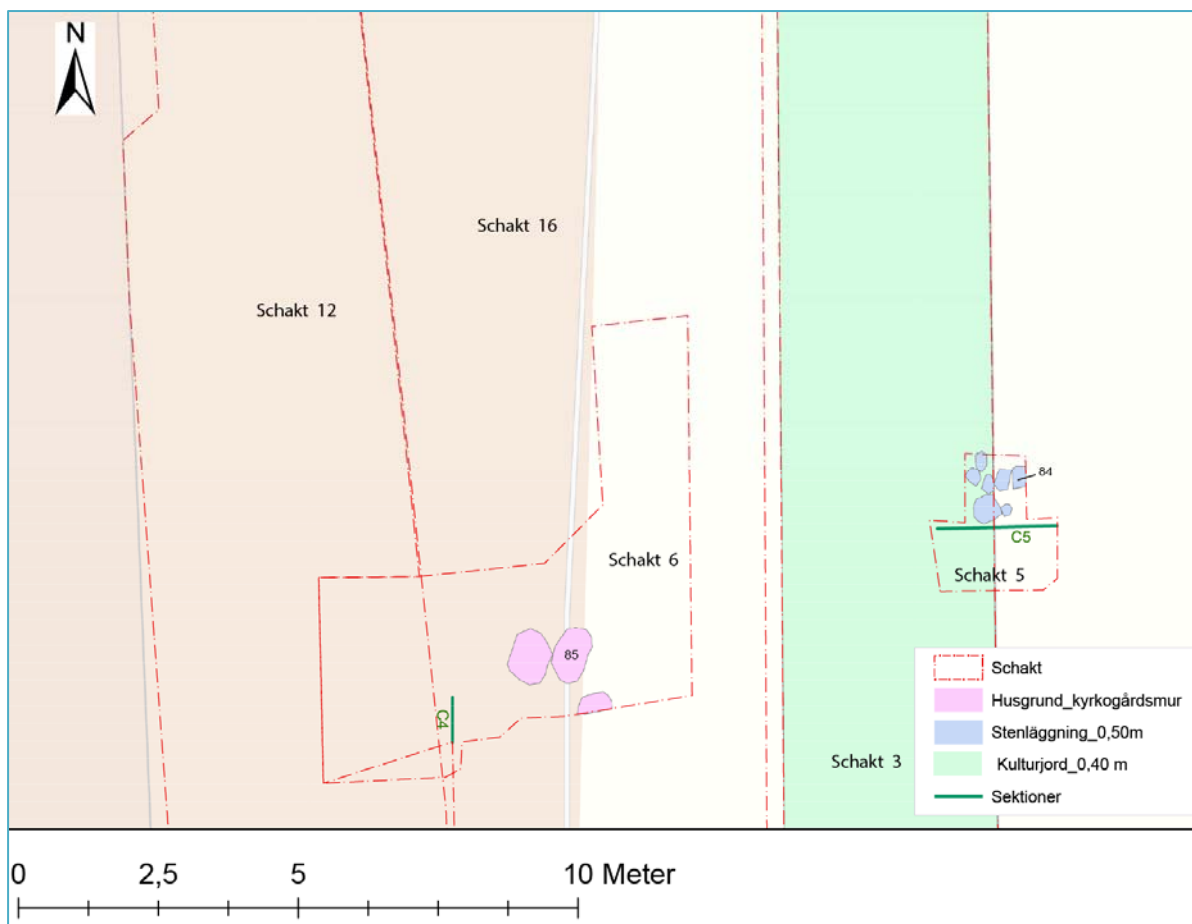 N
Schakt 16
Schakt 12
84
Schakt 6
C5
Schakt 5
85
C4
Schakt 3
Schakt
Husgrund_kyrkogårdsmur
Stenläggning_0,50m
Kulturjord_0,40 m
Sektioner
0 2,5 5 10 Meter